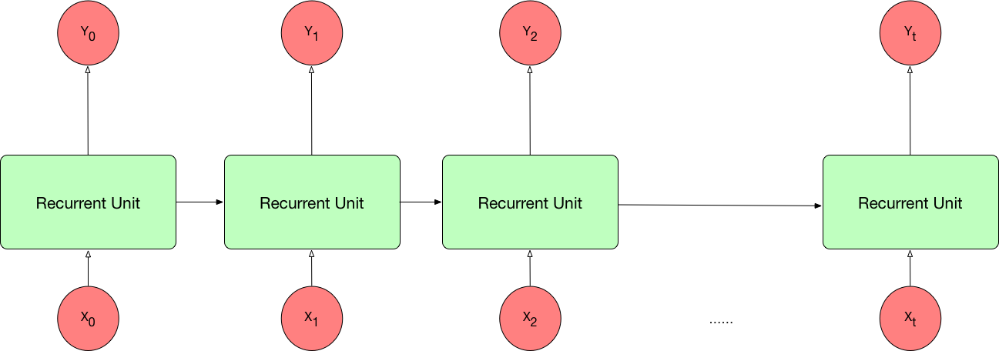 Y0 Y1 Y2 Yt
Recurrent Unit Recurrent Unit Recurrent Unit Recurrent Unit
X0 X1 X2 ...... Xt